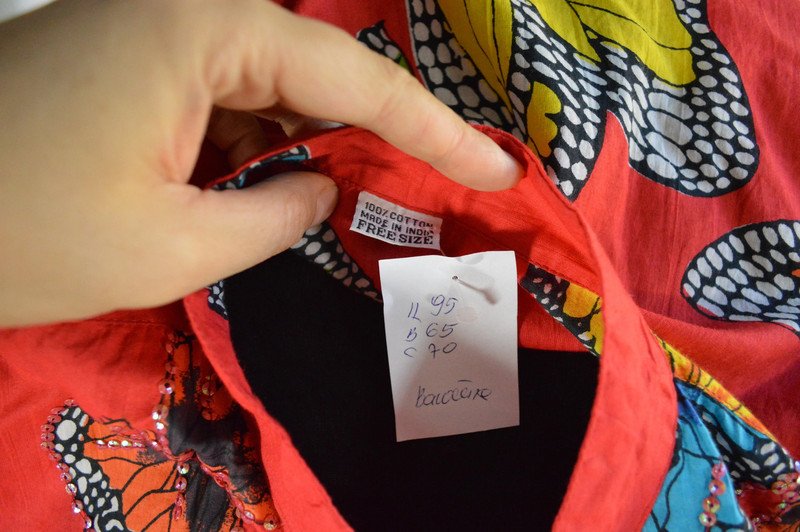 100% COTTON
MADE IN INDIA
FREE SIZE
Ц 95
В 65
С 70